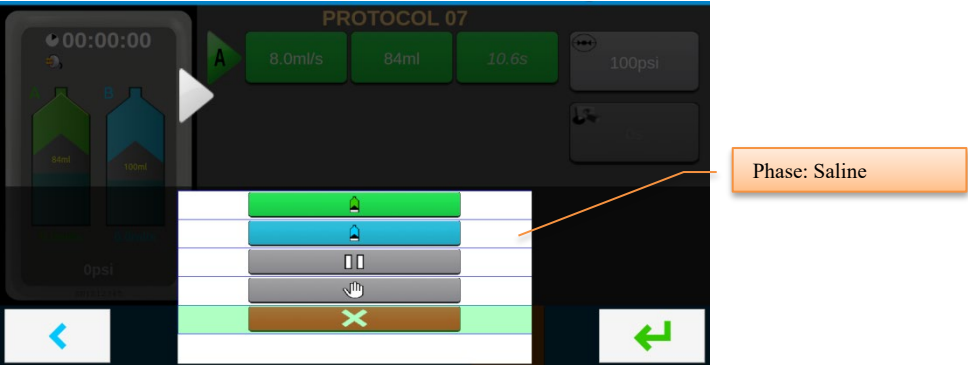 PROTOCOL 07
00:00:00
A
8.0ml/s
84ml
10.6s
100psi
A
B
84ml
100ml
0psi
Phase: Saline